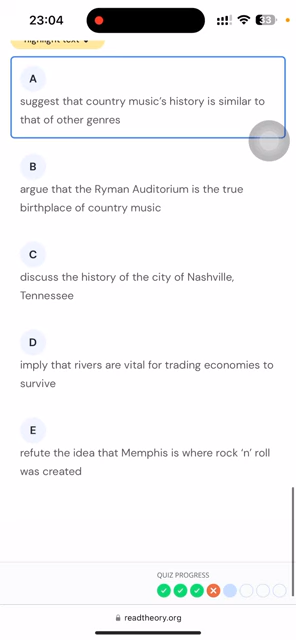 23:04
33
highlight text
A
suggest that country music's history is similar to
that of other genres
B
argue that the Ryman Auditorium is the true
birthplace of country music
C
discuss the history of the city of Nashville,
Tennessee
D
imply that rivers are vital for trading economies to
survive
E
refute the idea that Memphis is where rock 'n' roll
was created
QUIZ PROGRESS
readtheory.org